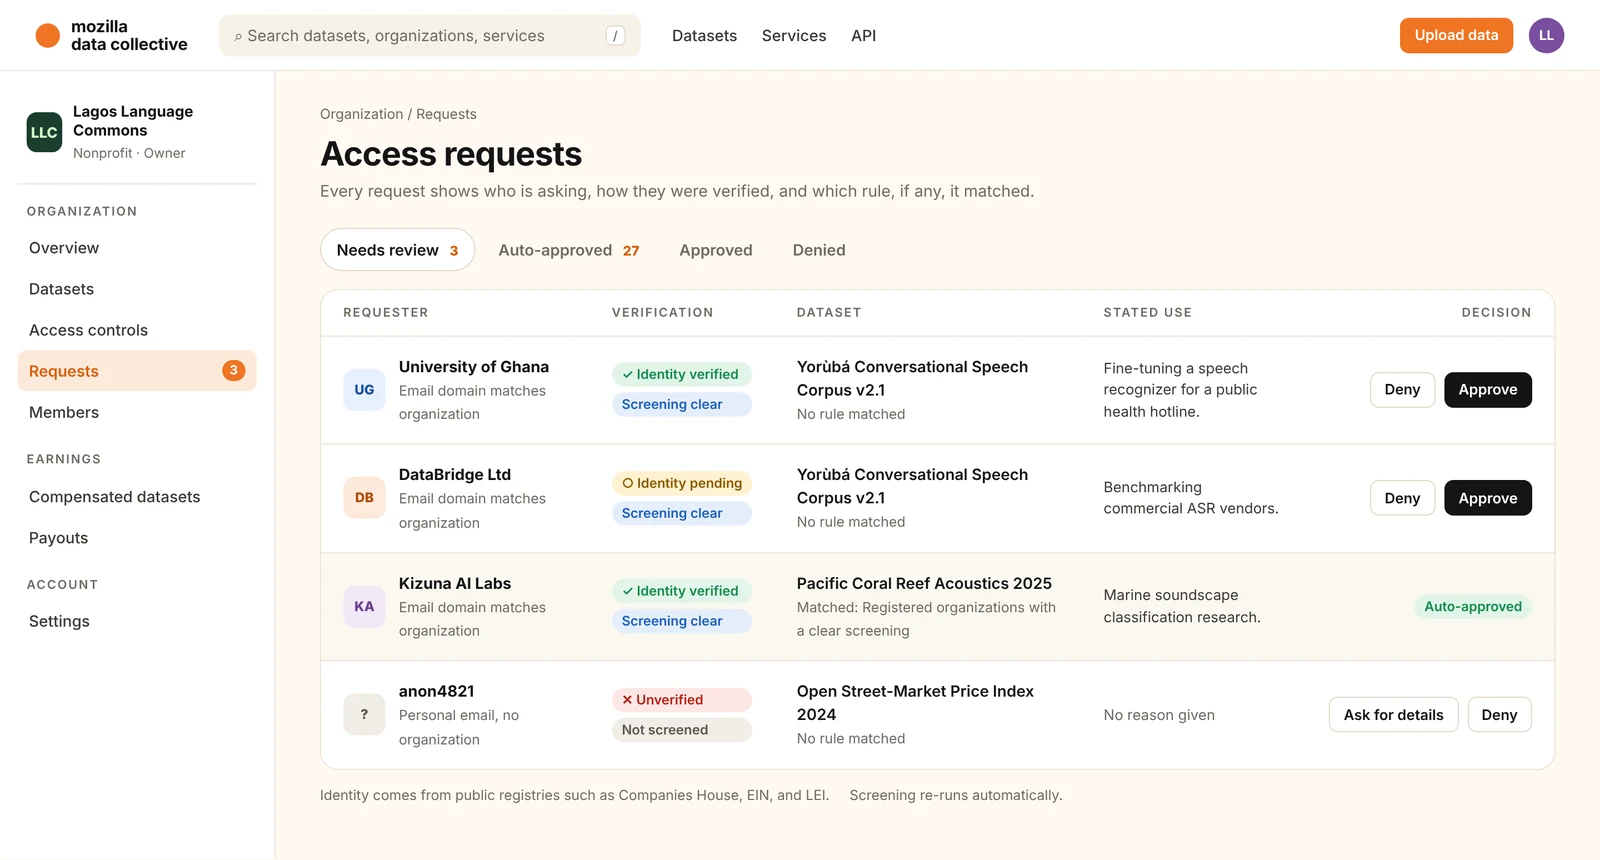 mozilla
data collective
Search datasets, organizations, services
/
Datasets
Services
API
Upload data
LL
LLC
Lagos Language
Commons
Nonprofit · Owner
ORGANIZATION
Overview
Datasets
Access controls
Requests
3
Members
EARNINGS
Compensated datasets
Payouts
ACCOUNT
Settings
Organization / Requests
Access requests
Every request shows who is asking, how they were verified, and which rule, if any, it matched.
Needs review 3
Auto-approved 27
Approved
Denied
REQUESTER
VERIFICATION
DATASET
STATED USE
DECISION
UG
University of Ghana
Email domain matches
organization
✓ Identity verified
Screening clear
Yorùbá Conversational Speech
Corpus v2.1
No rule matched
Fine-tuning a speech
recognizer for a public
health hotline.
Deny
Approve
DB
DataBridge Ltd
Email domain matches
organization
Identity pending
Screening clear
Yorùbá Conversational Speech
Corpus v2.1
No rule matched
Benchmarking
commercial ASR vendors.
Deny
Approve
KA
Kizuna AI Labs
Email domain matches
organization
✓ Identity verified
Screening clear
Pacific Coral Reef Acoustics 2025
Matched: Registered organizations with
a clear screening
Marine soundscape
classification research.
Auto-approved
?
anon4821
Personal email, no
organization
✕ Unverified
Not screened
Open Street-Market Price Index
2024
No rule matched
No reason given
Ask for details
Deny
Identity comes from public registries such as Companies House, EIN, and LEI.
Screening re-runs automatically.